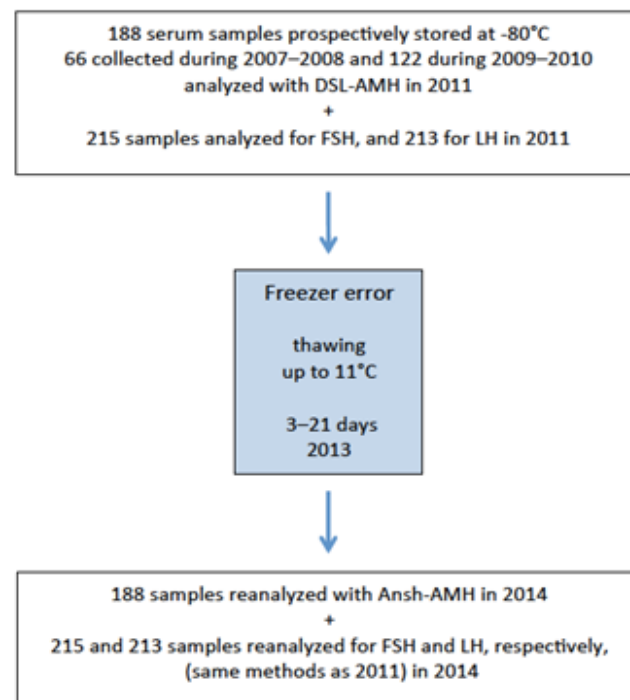 188 serum samples prospectively stored at -80°C
66 collected during 2007–2008 and 122 during 2009–2010
analyzed with DSL-AMH in 2011
+
215 samples analyzed for FSH, and 213 for LH in 2011
Freezer error
thawing
up to 11°C
3–21 days
2013
188 samples reanalyzed with Ansh-AMH in 2014
+
215 and 213 samples reanalyzed for FSH and LH, respectively,
(same methods as 2011) in 2014